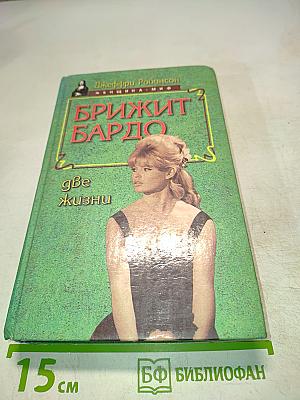 Джеффри Робинсон
ЖЕНЩИНА-МИФ
БРИЖИТ
БАРДО
две
жизни
15 см
БФ БИБЛИОФАН